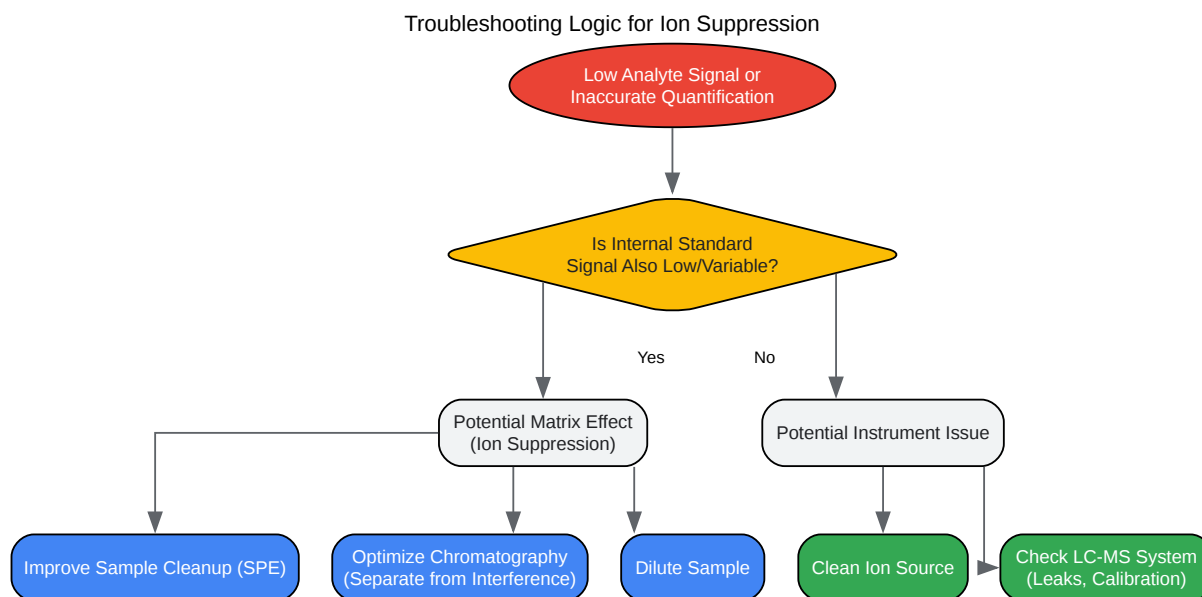 Troubleshooting Logic for Ion Suppression
Low Analyte Signal or
Inaccurate Quantification
Is Internal Standard
Signal Also Low/Variable?
Yes
No
Potential Matrix Effect
(Ion Suppression)
Potential Instrument Issue
Improve Sample Cleanup (SPE)
Optimize Chromatography
(Separate from Interference)
Dilute Sample
Clean Ion Source
Check LC-MS System
(Leaks, Calibration)